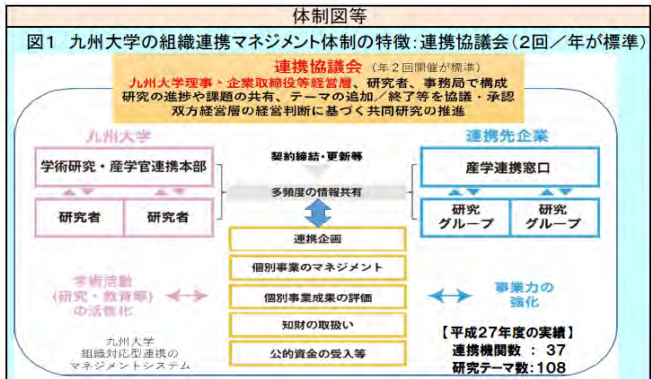 体制図等
図1 九州大学の組織連携マネジメント体制の特徴:連携協議会(2回/年が標準)
連携協議会 (年2回開催が標準)
九州大学理事・企業取締役等経営層、研究者、事務局で構成
研究の進捗や課題の共有、テーマの追加/終了等を協議・承認
双方経営層の経営判断に基づく共同研究の推進
九州大学
学術研究・産学官連携本部
研究者
研究者
契約締結・更新等
多頻度の情報共有
連携先企業
産学連携窓口
研究
グループ
研究
グループ
連携企画
個別事業のマネジメント
個別事業成果の評価
知財の取扱い
公的資金の受入等
学術活動
(研究・教育等)
の活性化
事業力の
強化
九州大学
組織対応型連携の
マネジメントシステム
【平成27年度の実績】
連携機関数 : 37
研究テーマ数:108